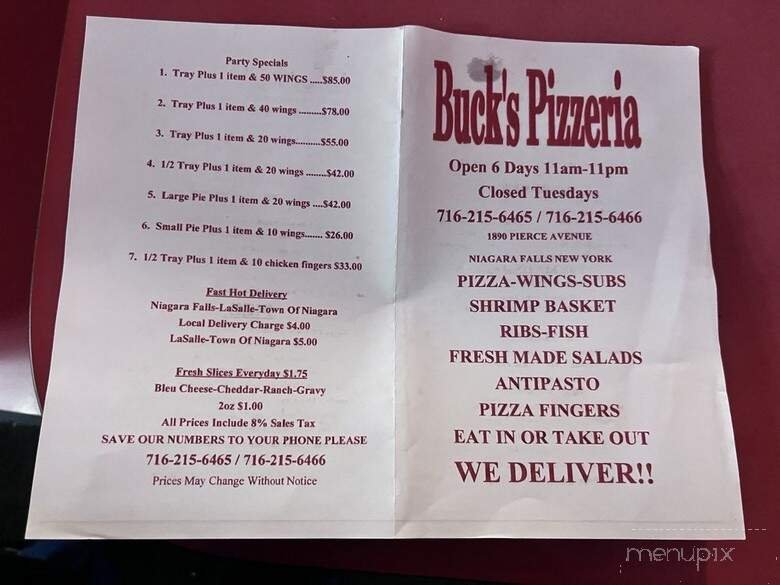 Party Specials
1. Tray Plus 1 item & 50 WINGS .....$85.00
2. Tray Plus 1 item & 40 wings .........$78.00
3. Tray Plus 1 item & 20 wings..........$55.00
4. 1/2 Tray Plus 1 item & 20 wings .......$42.00
5. Large Pie Plus 1 item & 20 wings ....$42.00
6. Small Pie Plus 1 item & 10 wings........ $26.00
7. 1/2 Tray Plus 1 item & 10 chicken fingers $33.00
Fast Hot Delivery
Niagara Falls-LaSalle-Town Of Niagara
Local Delivery Charge $4.00
LaSalle-Town Of Niagara $5.00
Fresh Slices Everyday $1.75
Bleu Cheese-Cheddar-Ranch-Gravy
2oz $1.00
All Prices Include 8% Sales Tax
SAVE OUR NUMBERS TO YOUR PHONE PLEASE
716-215-6465 / 716-215-6466
Prices May Change Without Notice
Buck's Pizzeria
Open 6 Days 11am-11pm
Closed Tuesdays
716-215-6465 / 716-215-6466
1890 PIERCE AVENUE
NIAGARA FALLS NEW YORK
PIZZA-WINGS-SUBS
SHRIMP BASKET
RIBS-FISH
FRESH MADE SALADS
ANTIPASTO
PIZZA FINGERS
EAT IN OR TAKE OUT
WE DELIVER!!
menupix